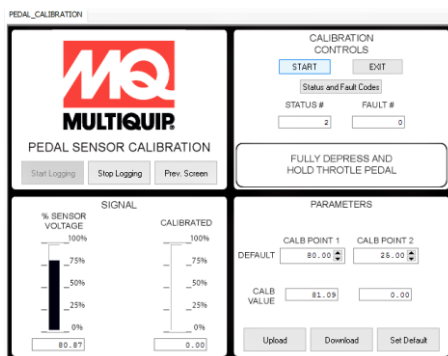 PEDAL_CALIBRATION
MQ
MULTIQUIP.
PEDAL SENSOR CALIBRATION
Start Logging Stop Logging Prev. Screen
CALIBRATION
CONTROLS
START EXIT
Status and Fault Codes
STATUS # FAULT #
2 0
FULLY DEPRESS AND
HOLD THROTTLE PEDAL
SIGNAL
% SENSOR
VOLTAGE
CALIBRATED
100% 100%
75% 75%
50% 50%
25% 25%
0% 0%
80.87 0.00
PARAMETERS
CALB POINT 1 CALB POINT 2
DEFAULT 80.00 25.00
CALB
VALUE
81.09 0.00
Upload Download Set Default